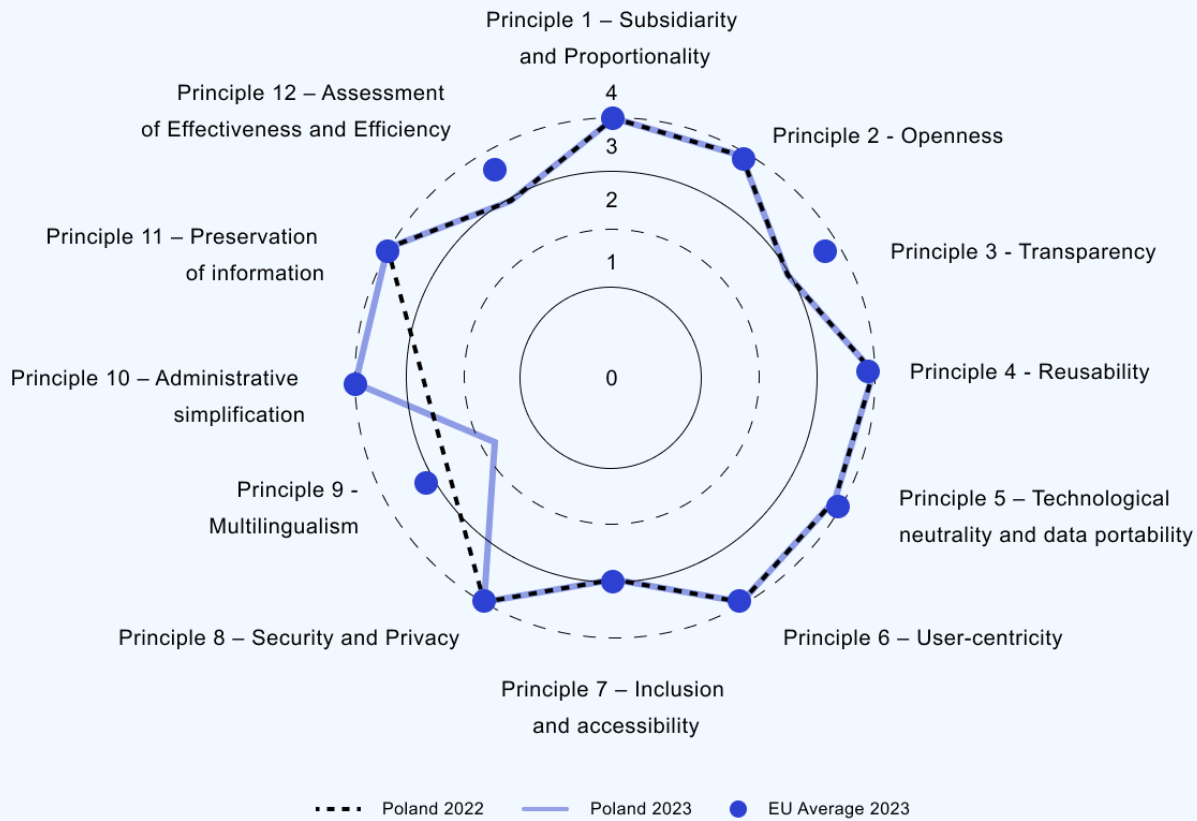 Principle 1 – Subsidiarity
and Proportionality
Principle 12 – Assessment
of Effectiveness and Efficiency
4
Principle 2 - Openness
3
2
Principle 11 – Preservation
of information
Principle 3 - Transparency
1
Principle 10 – Administrative
simplification
0
Principle 4 - Reusability
Principle 9 -
Multilingualism
Principle 5 – Technological
neutrality and data portability
Principle 8 – Security and Privacy
Principle 6 – User-centricity
Principle 7 – Inclusion
and accessibility
Poland 2022
Poland 2023
EU Average 2023